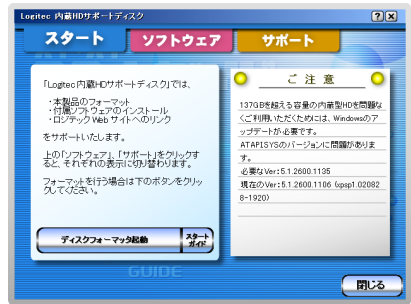 Logitec 内蔵HDサポートディスク
スタート
ソフトウェア
サポート
「Logitec内蔵HDサポートディスク」では、
・本製品のフォーマット
・付属ソフトウェアのインストール
・ロジテックWebサイトへのリンク
をサポートいたします。
上の「ソフトウェア」、「サポート」をクリックす
ると、それぞれの表示に切り替わります。
フォーマットを行う場合は下のボタンをクリッ
クしてください。
ディスクフォーマッタ起動
スタート
ガイド
ご注意
137GBを超える容量の内蔵型HDを問題な
くご利用いただくためには、Windowsのア
ップデートが必要です。
ATAPI.SYSのバージョンに問題がありま
す。
必要なVer:5.1.2600.1135
現在のVer:5.1.2600.1106 (xpsp1.02082
8-1920)
GUIDE
閉じる